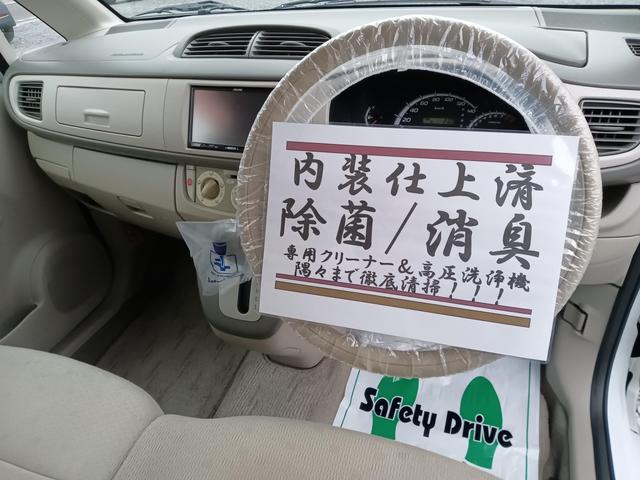 内装仕上済
除菌/消臭
専用クリーナー&高圧洗浄機
隅々まで徹底清掃!!!
Safety Drive